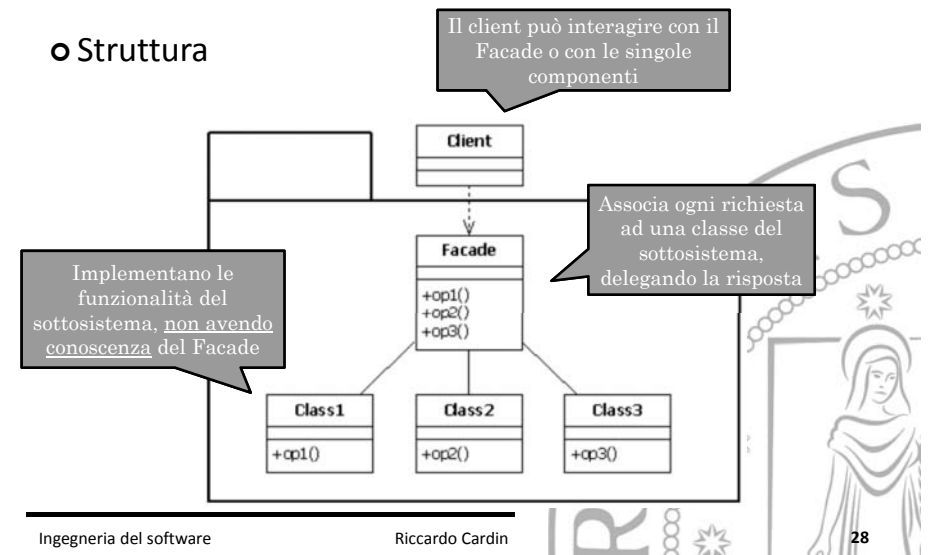 Struttura
Il client può interagire con il
Facade o con le singole
componenti
Client
Associa ogni richiesta
ad una classe del
sottosistema,
delegando la risposta
Facade
+op1()
+op2()
+op3()
Implementano le
funzionalità del
sottosistema, non avendo
conoscenza del Facade
Class1
+op1()
Class2
+op2()
Class3
+op3()
S
R
Ingegneria del software
Riccardo Cardin
28